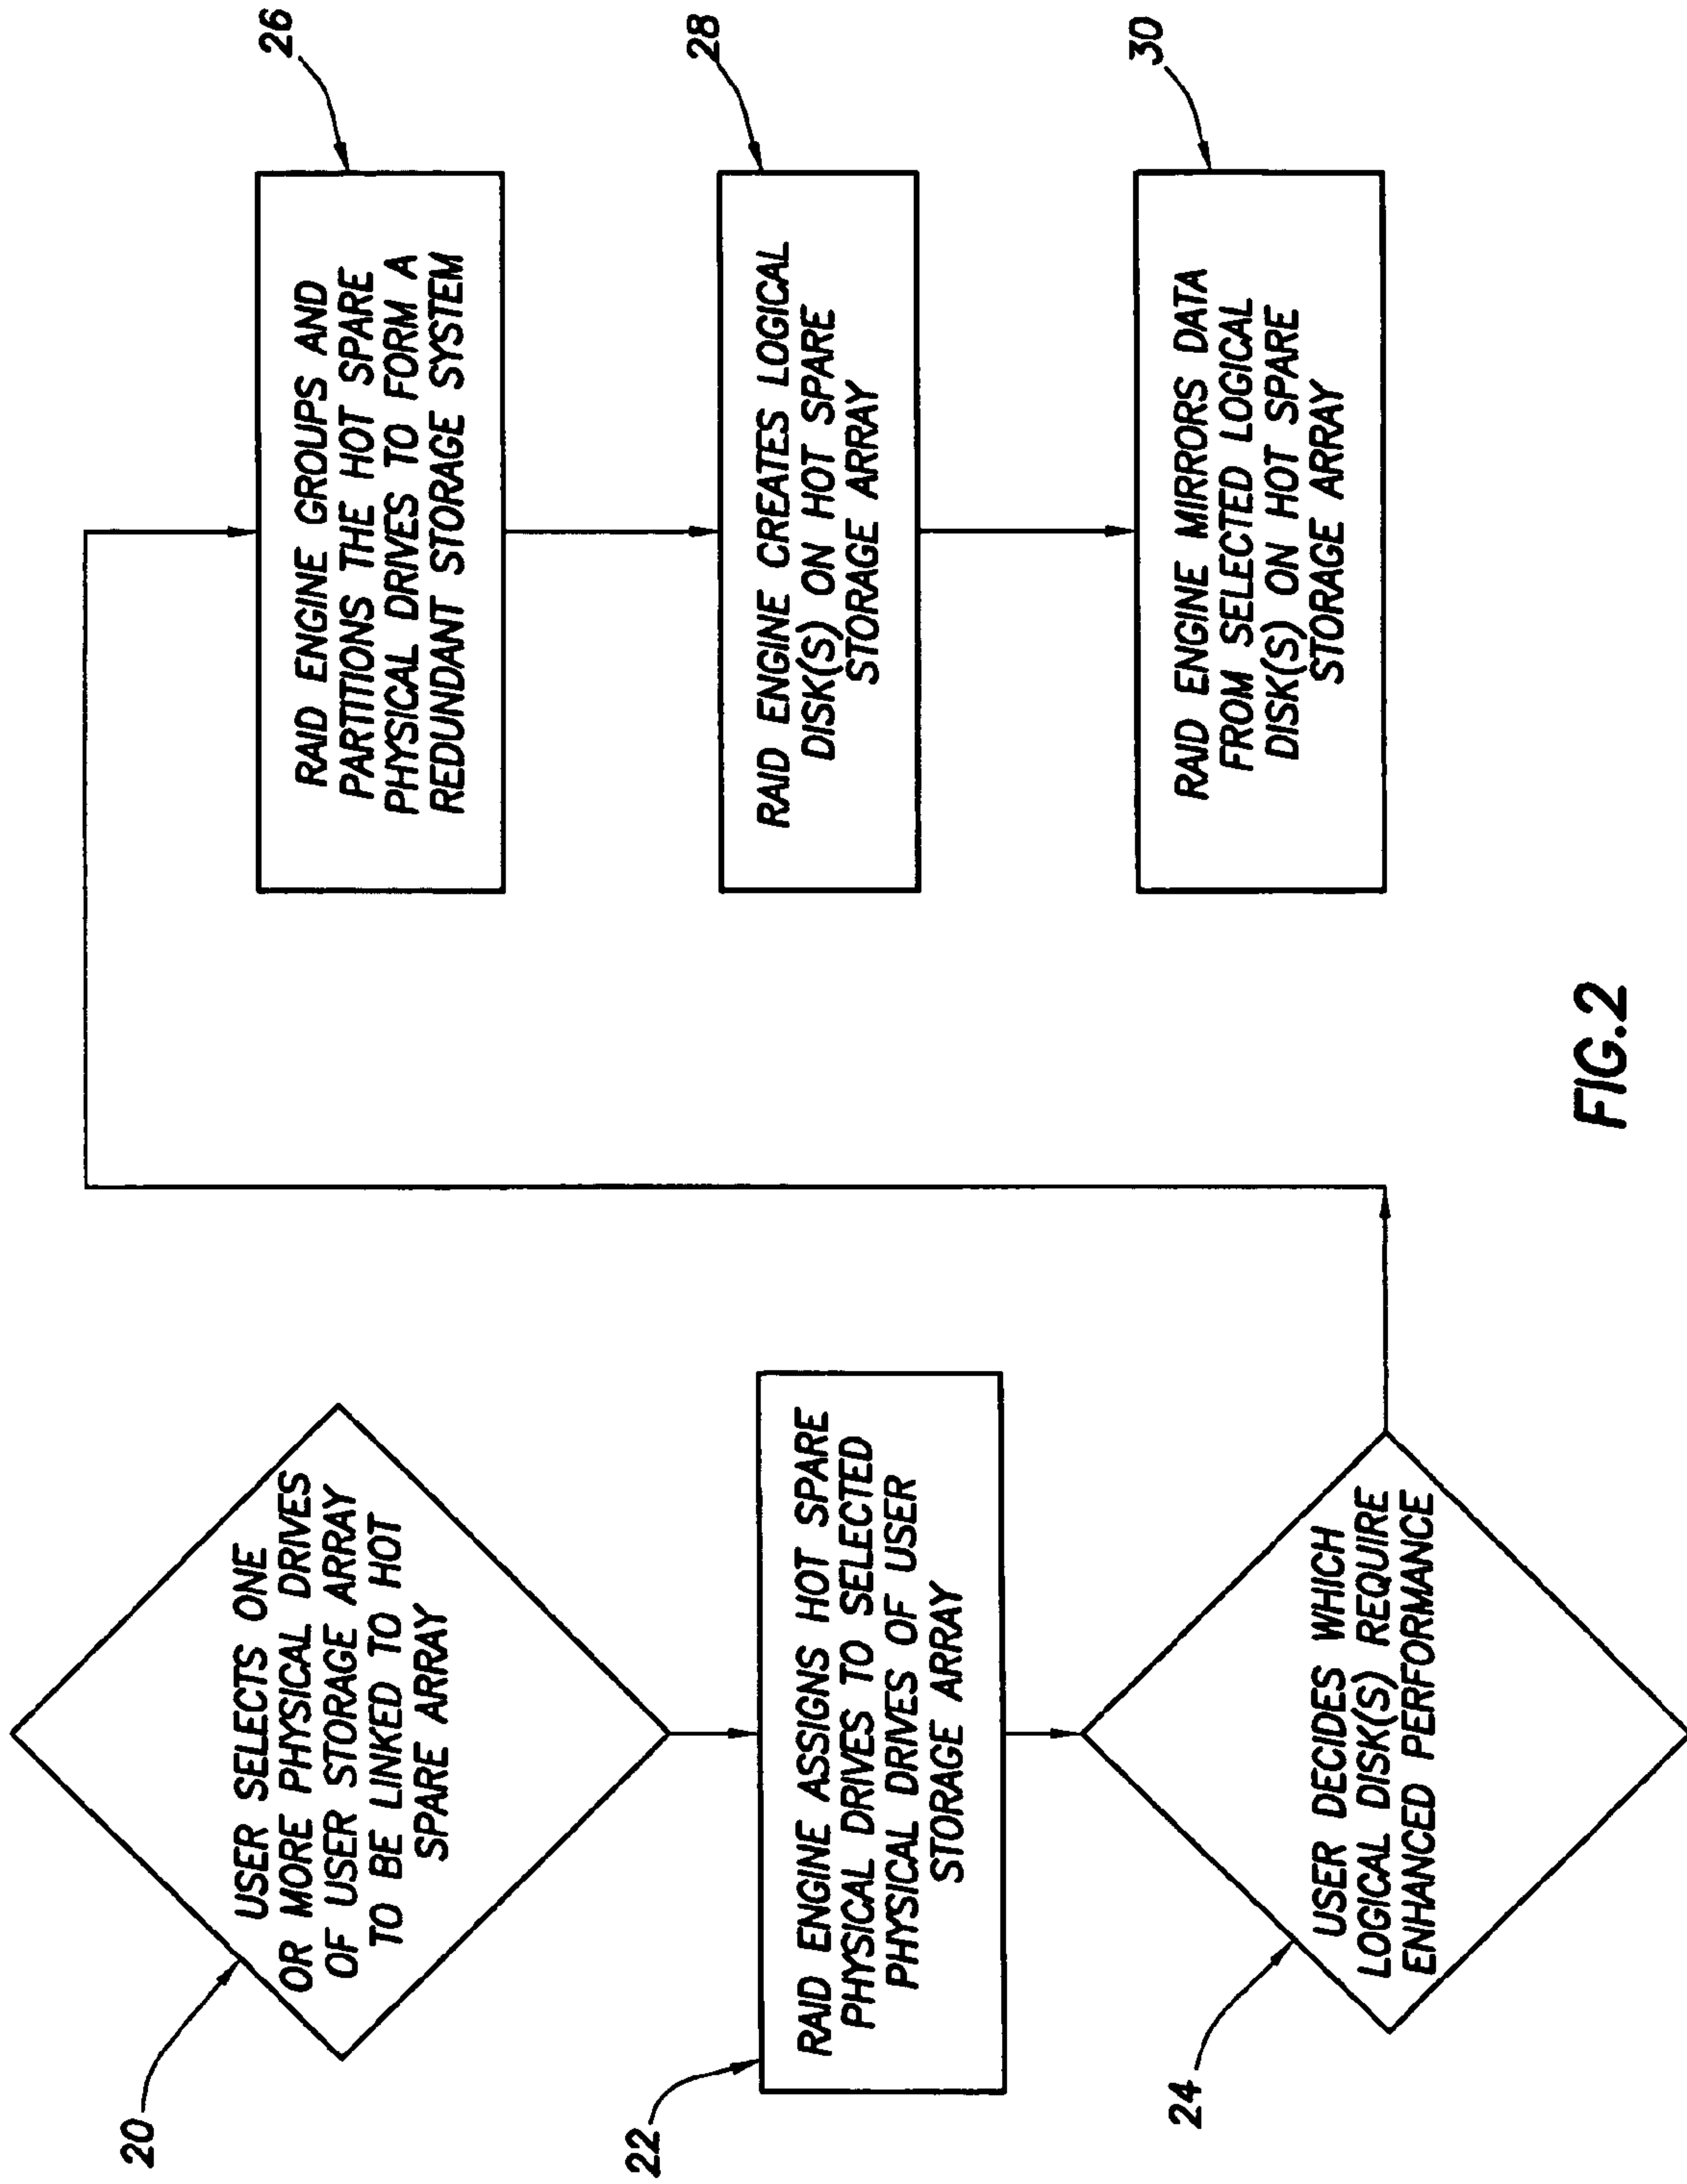 20
USER SELECTS ONE
OR MORE PHYSICAL DRIVES
OF USER STORAGE ARRAY
TO BE LINKED TO HOT
SPARE ARRAY
22
RAID ENGINE ASSIGNS HOT SPARE
PHYSICAL DRIVES TO SELECTED
PHYSICAL DRIVES OF USER
STORAGE ARRAY
24
USER DECIDES WHICH
LOGICAL DISK(S) REQUIRE
ENHANCED PERFORMANCE
26
RAID ENGINE GROUPS AND
PARTITIONS THE HOT SPARE
PHYSICAL DRIVES TO FORM A
REDUNDANT STORAGE SYSTEM
28
RAID ENGINE CREATES LOGICAL
DISK(S) ON HOT SPARE
STORAGE ARRAY
30
RAID ENGINE MIRRORS DATA
FROM SELECTED LOGICAL
DISK(S) ON HOT SPARE
STORAGE ARRAY
FIG.2